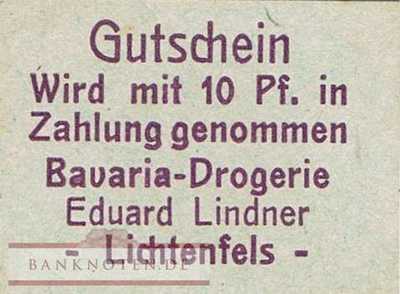 Gutschein
Wird mit 10 Pf. in
Zahlung genommen
Bavaria-Drogerie
Eduard Lindner
- Lichtenfels -
BANKNOTEN.DE